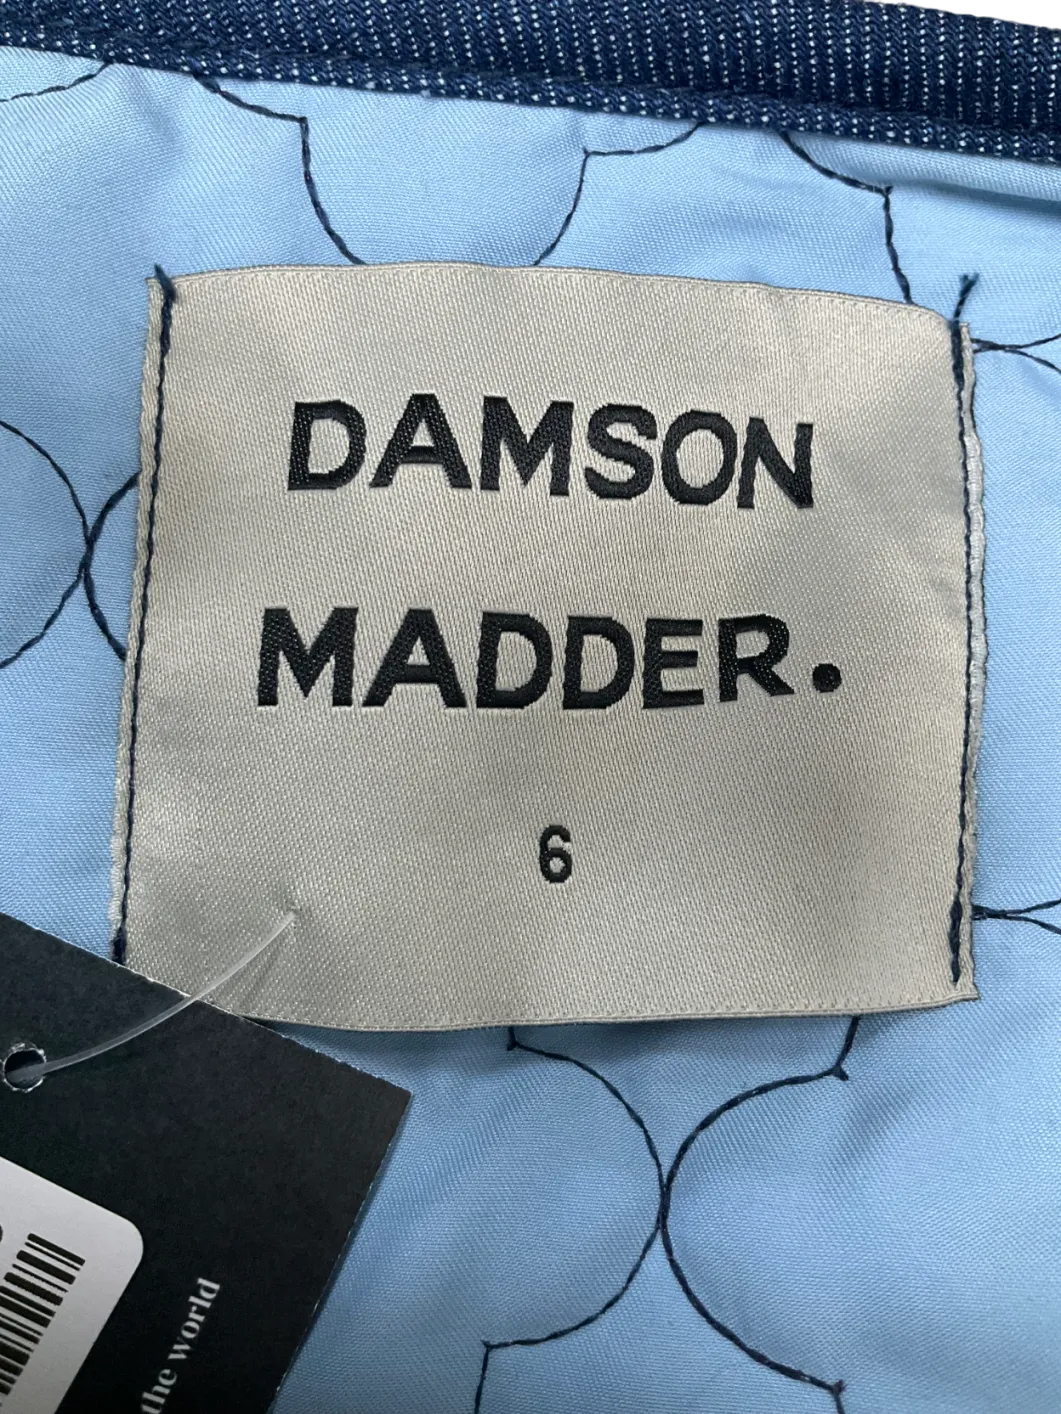 DAMSON
MADDER.
6
the world